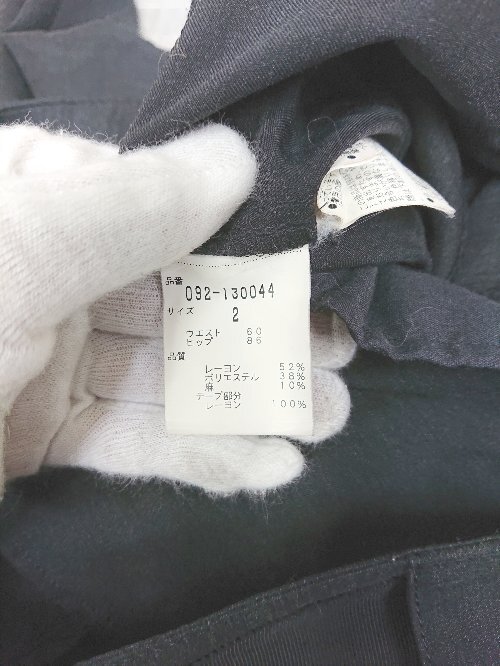 品番
092-130044
サイズ 2
ウエスト 60
ヒップ 86
品質
レーヨン 52%
ポリエステル 38%
麻 10%
テープ部分
レーヨン 100%